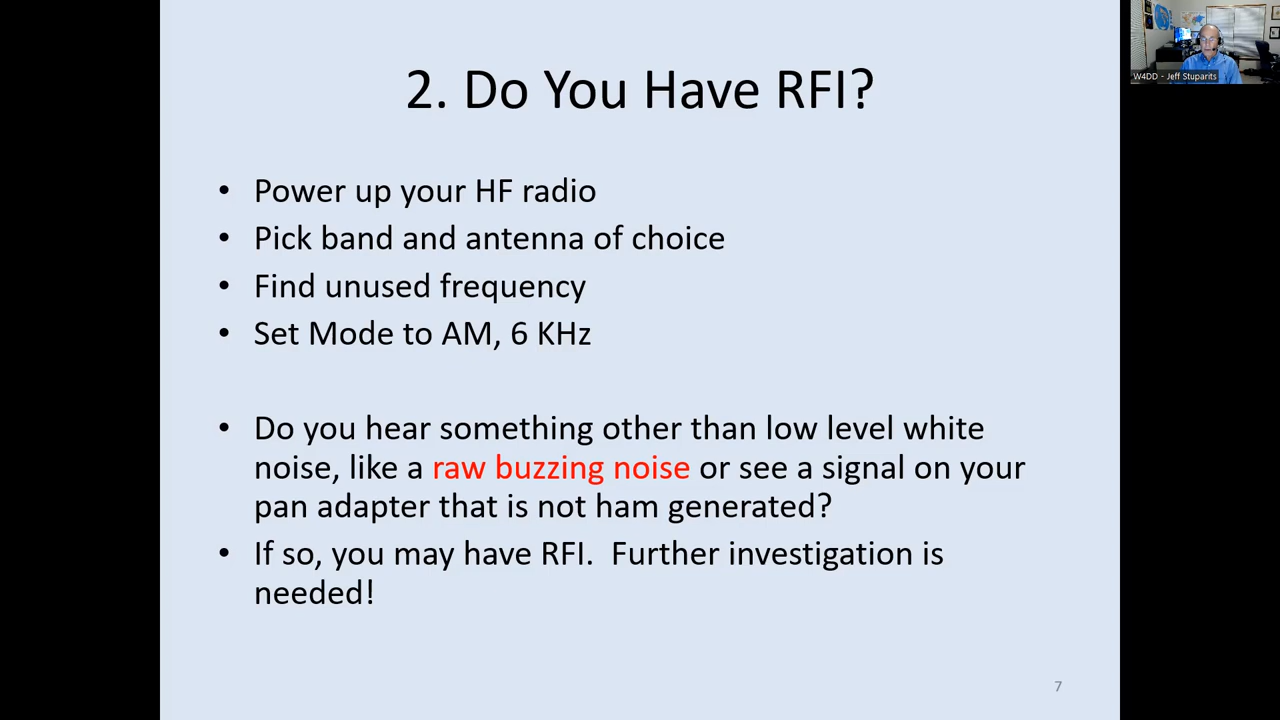 2. Do You Have RFI?
• Power up your HF radio
• Pick band and antenna of choice
• Find unused frequency
• Set Mode to AM, 6 KHz
• Do you hear something other than low level white
noise, like a raw buzzing noise or see a signal on your
pan adapter that is not ham generated?
• If so, you may have RFI.  Further investigation is
needed!
7
W4DD - Jeff Stuparits